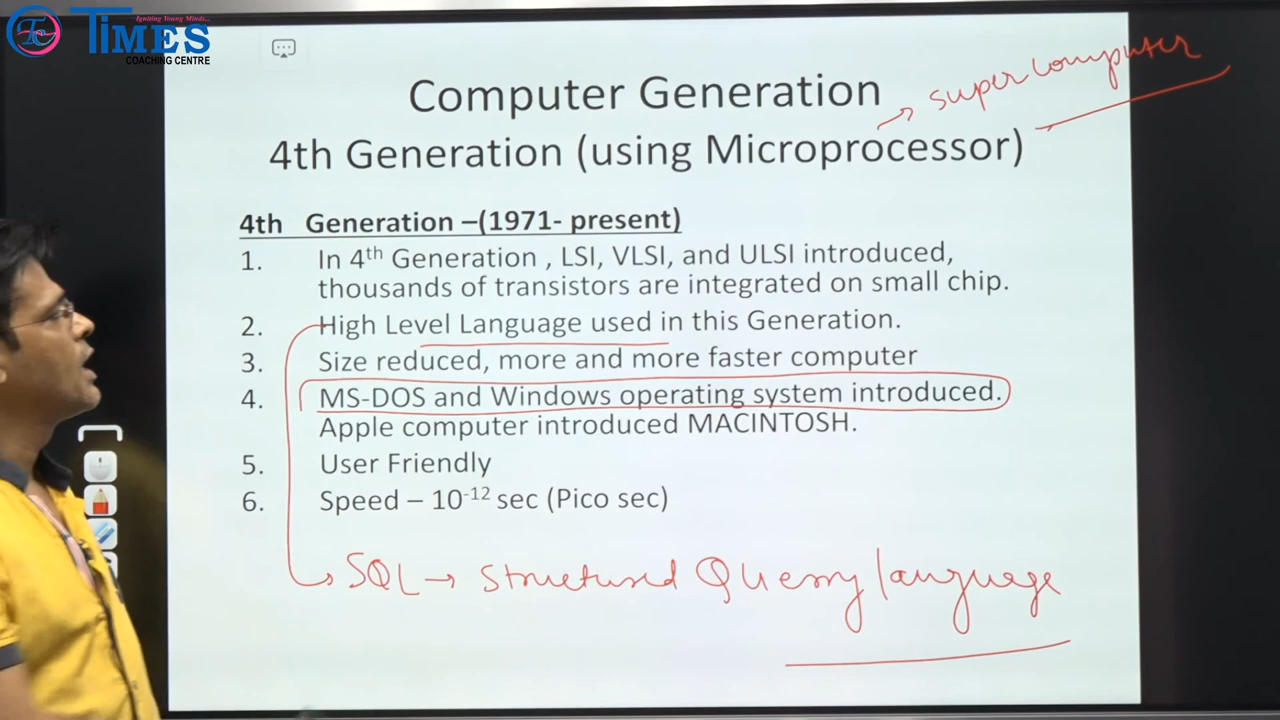 Igniting Young Minds...
TiMES
COACHING CENTRE
Computer Generation
supercomputer
4th Generation (using Microprocessor)
4th Generation –(1971- present)
1. In 4th Generation , LSI, VLSI, and ULSI introduced,
thousands of transistors are integrated on small chip.
2. High Level Language used in this Generation.
3. Size reduced, more and more faster computer
4. MS-DOS and Windows operating system introduced.
Apple computer introduced MACINTOSH.
5. User Friendly
6. Speed – 10-12 sec (Pico sec)
SQL → Structured Querry language